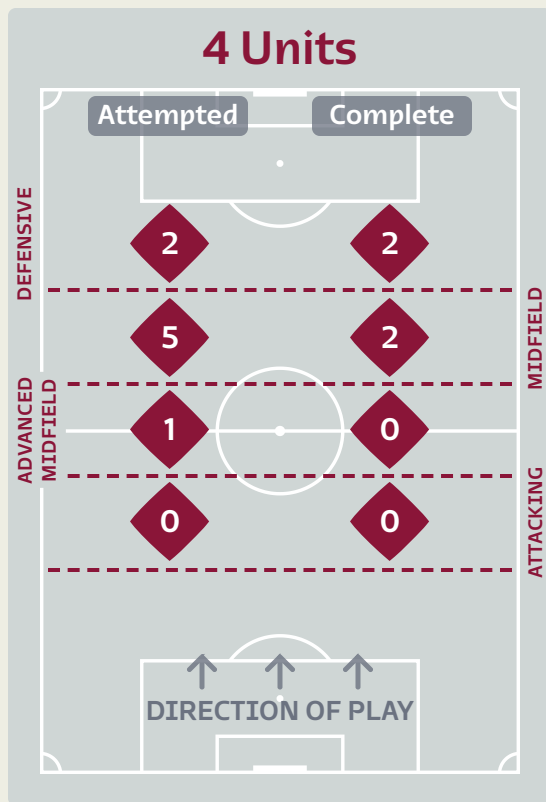 4 Units
Attempted Complete
DEFENSIVE
2 2
MIDFIELD
5 2
ADVANCED
MIDFIELD
1 0
ATTACKING
0 0
DIRECTION OF PLAY